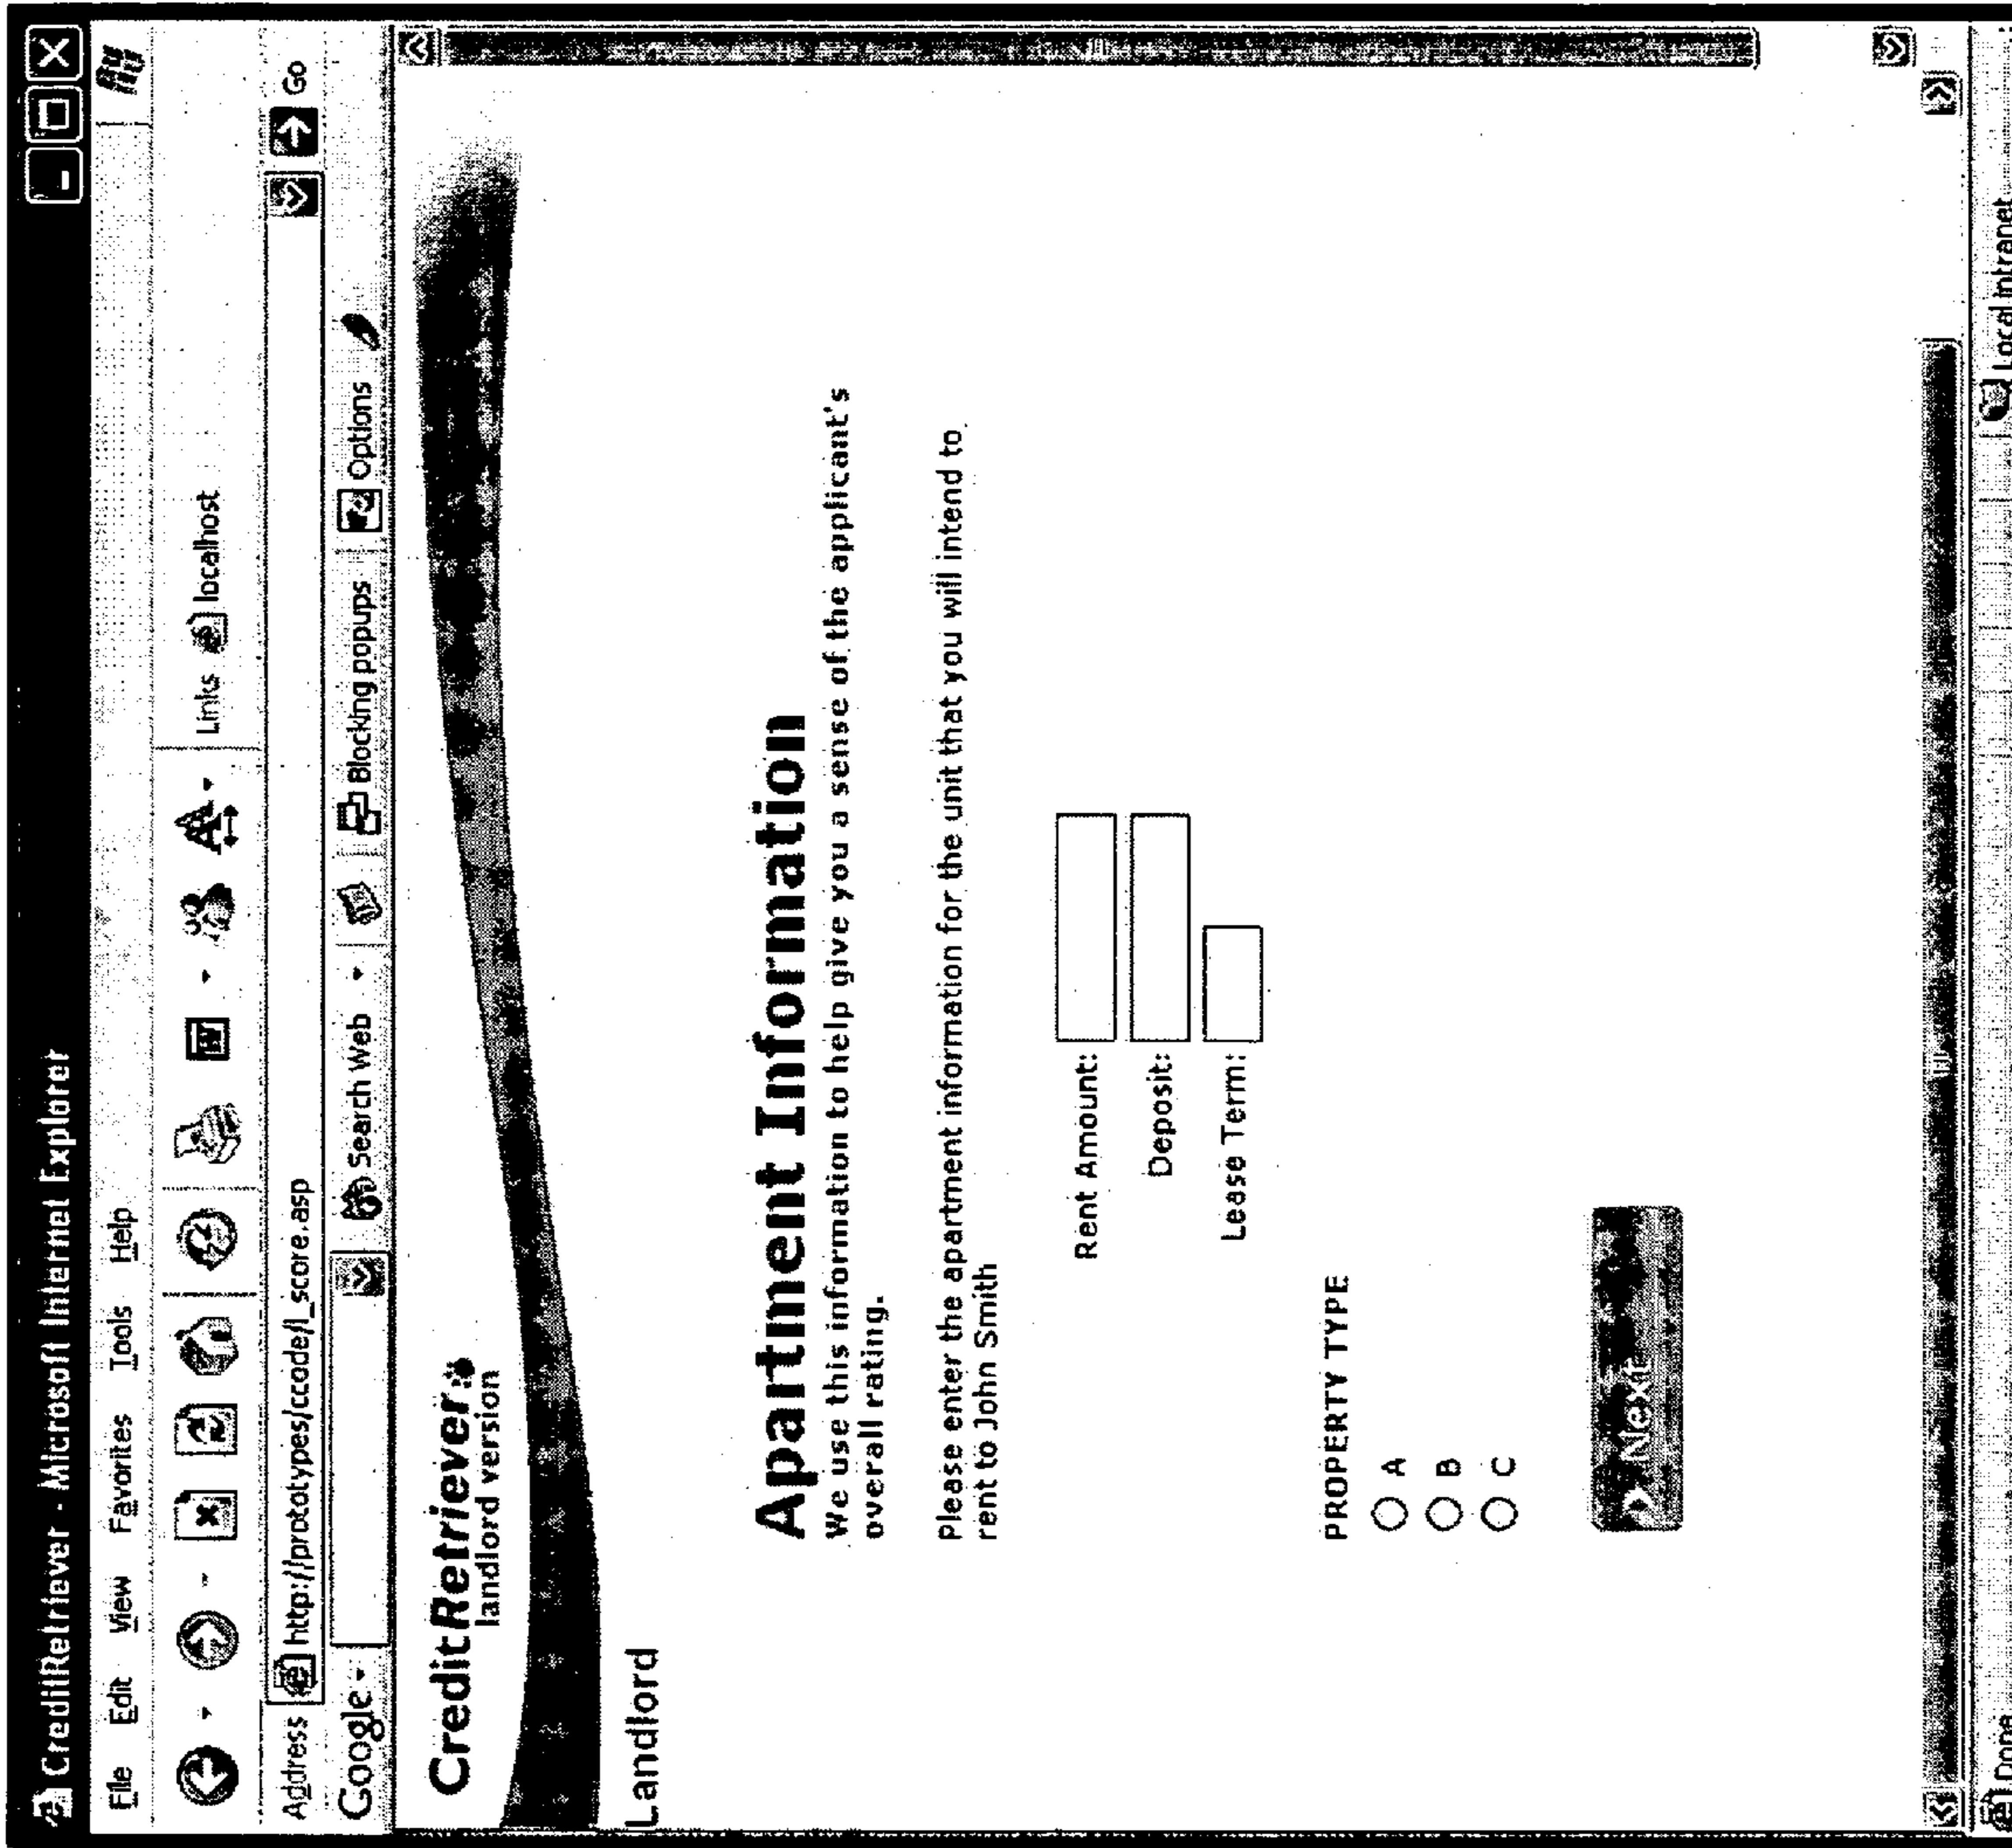 CreditRetriever - Microsoft Internet Explorer
File Edit View Favorites Tools Help
Links localhost
Address http://prototypes/ccode/l_score.asp Go
Google Search Web Blocking popups Options
CreditRetriever
landlord version
Landlord
Apartment Information
We use this information to help give you a sense of the applicant's
overall rating.
Please enter the apartment information for the unit that you will intend to
rent to John Smith
Rent Amount:
Deposit:
Lease Term:
PROPERTY TYPE
A
B
C
Next
Done Local intranet